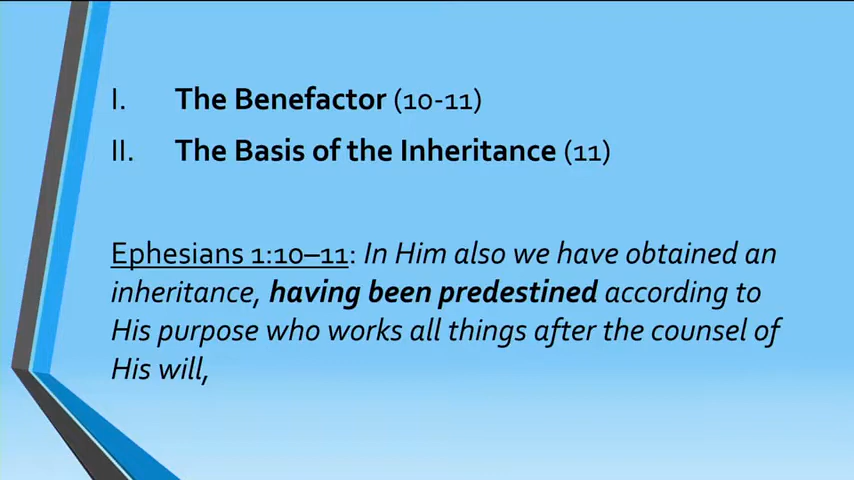 I. The Benefactor (10-11)
II. The Basis of the Inheritance (11)
Ephesians 1:10–11: In Him also we have obtained an
inheritance, having been predestined according to
His purpose who works all things after the counsel of
His will,